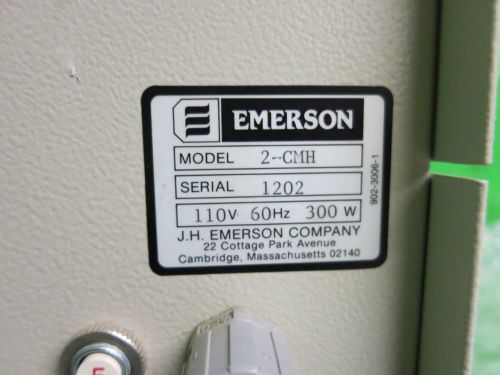 EMERSON
MODEL 2-CMH
SERIAL 1202
110V 60Hz 300 W
J.H. EMERSON COMPANY
22 Cottage Park Avenue
Cambridge, Massachusetts 02140
902-3006-1